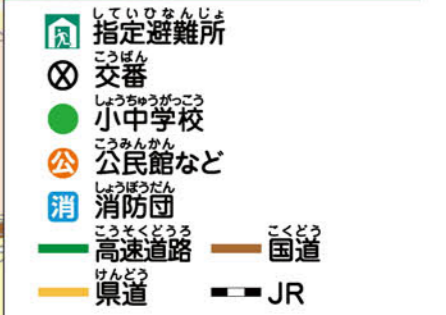 していひなんじょ
指定避難所
こうばん
交番
しょうちゅうがっこう
小中学校
こうみんかん
公 公民館など
しょうぼうだん
消 消防団
こうそくどうろ こくどう
高速道路 国道
けんどう
県道 JR